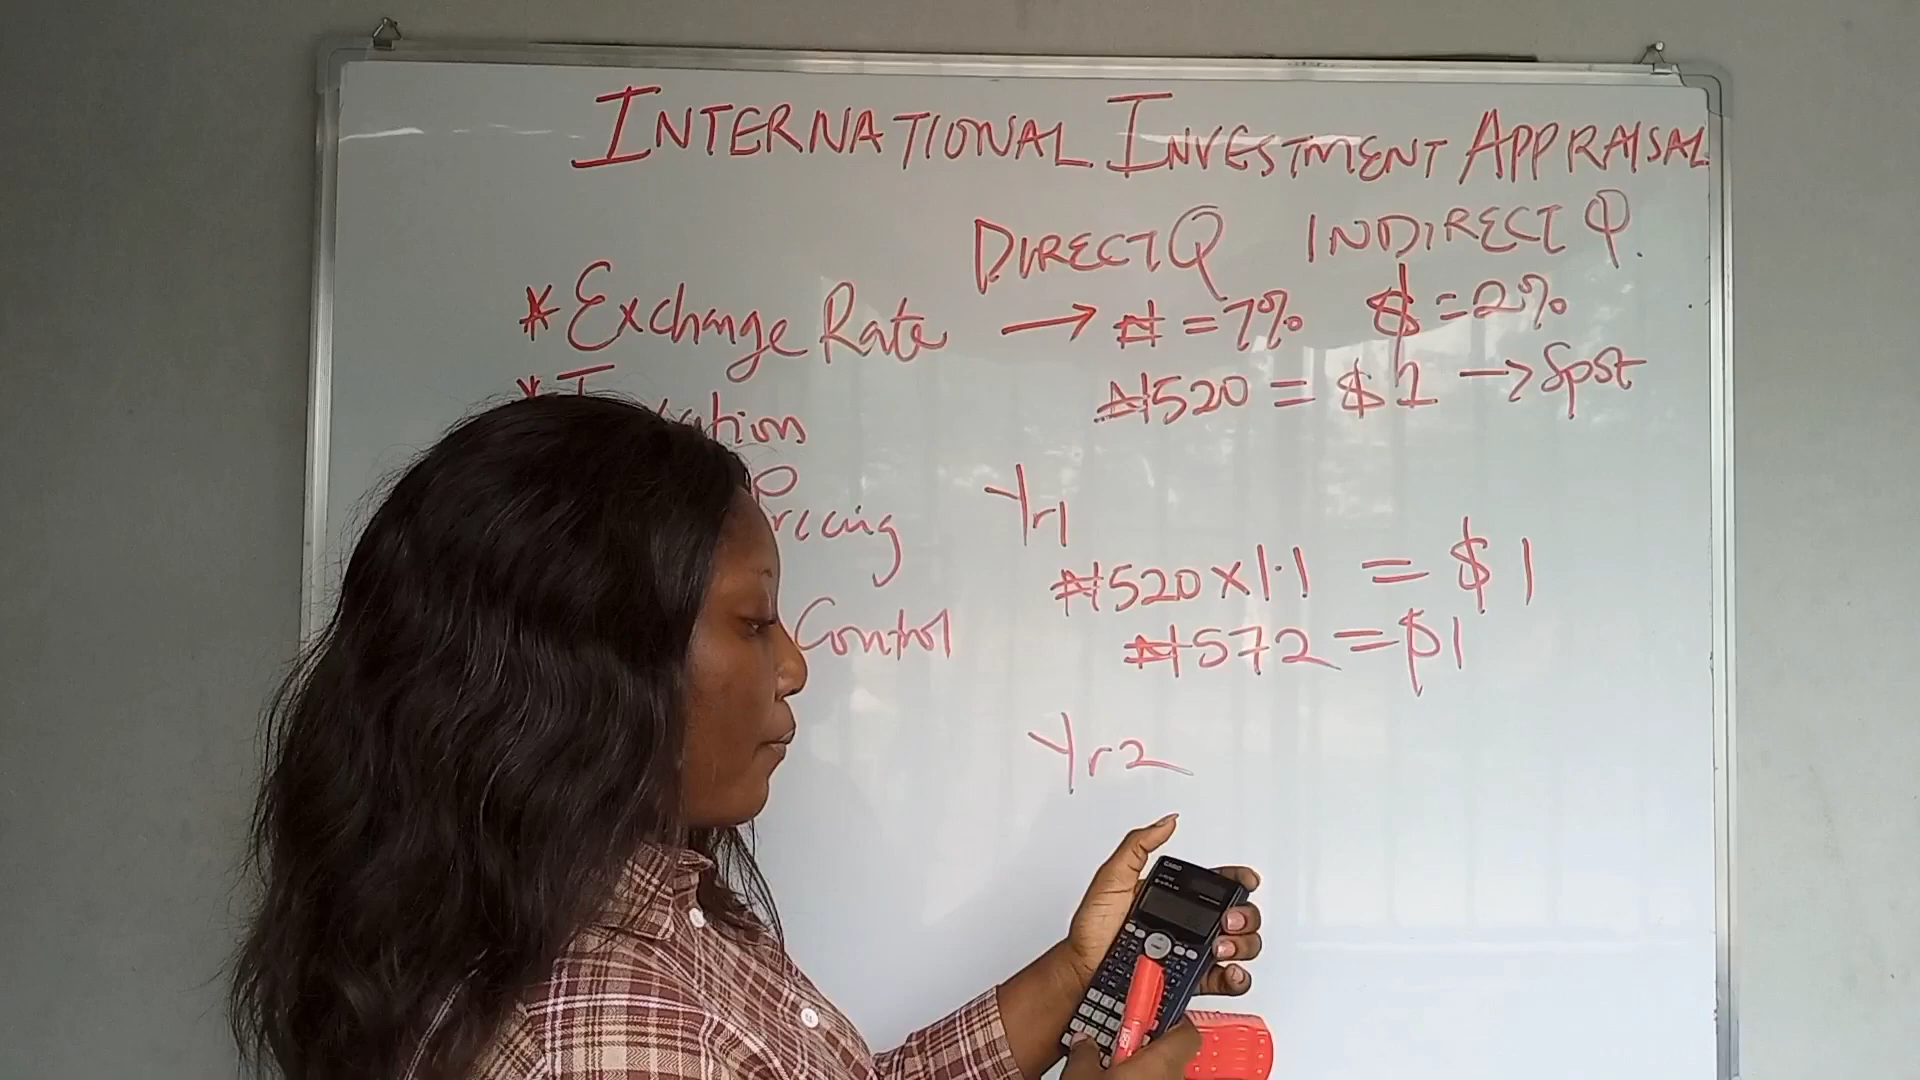 INTERNATIONAL INVESTMENT APPRAISAL
DIRECT Q INDIRECT Q.
* Exchange Rate → ₦ = 7% $ = 2%
₦520 = $1 → Spot
Yr1
₦520 x 1.1 = $1
Control
₦572 = $1
Yr2
CASIO